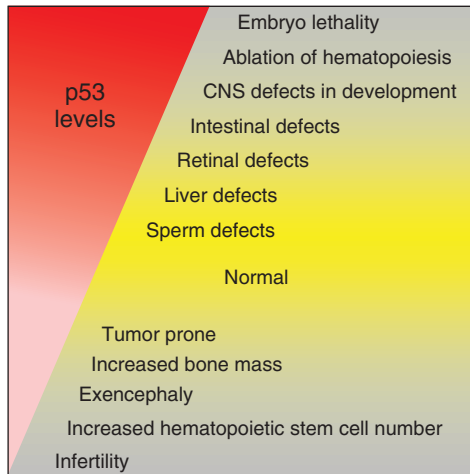 Embryo lethality
Ablation of hematopoiesis
p53
levels
CNS defects in development
Intestinal defects
Retinal defects
Liver defects
Sperm defects
Normal
Tumor prone
Increased bone mass
Exencephaly
Increased hematopoietic stem cell number
Infertility